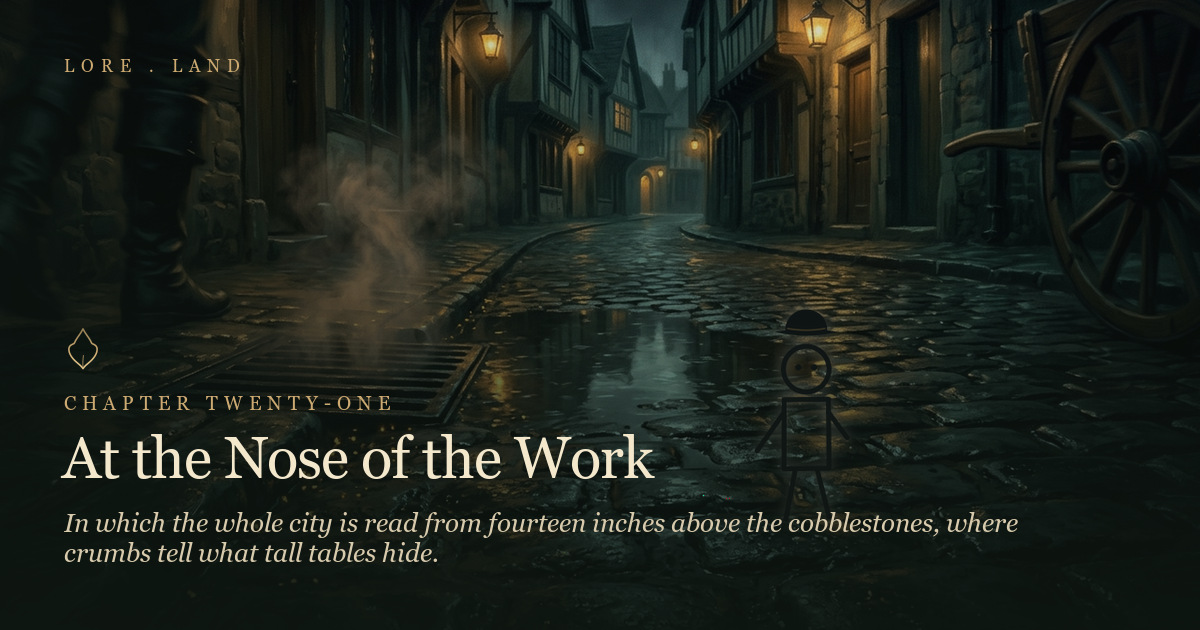 LORE . LAND
CHAPTER TWENTY-ONE
At the Nose of the Work
In which the whole city is read from fourteen inches above the cobblestones, where
crumbs tell what tall tables hide.